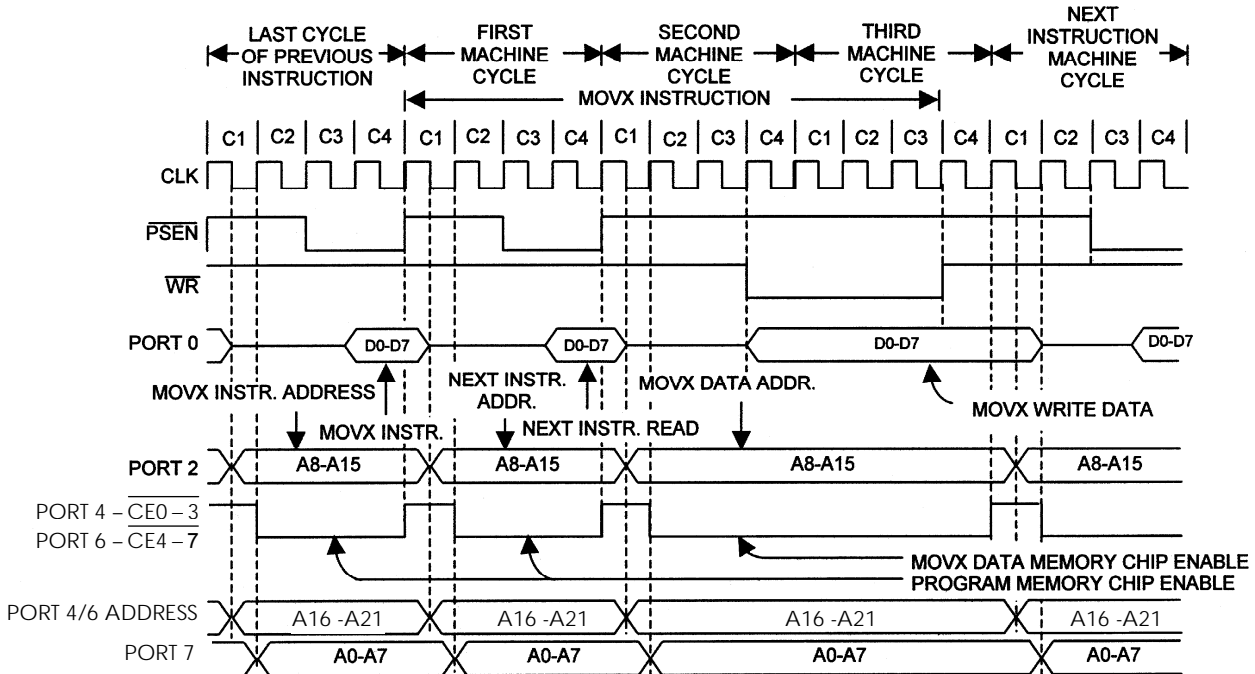 LAST CYCLE
OF PREVIOUS
INSTRUCTION
FIRST
MACHINE
CYCLE
SECOND
MACHINE
CYCLE
THIRD
MACHINE
CYCLE
NEXT
INSTRUCTION
MACHINE
CYCLE
MOVX INSTRUCTION
C1 C2 C3 C4 C1 C2 C3 C4 C1 C2 C3 C4 C1 C2 C3 C4 C1 C2 C3 C4
CLK
PSEN
WR
PORT 0
D0-D7 D0-D7 D0-D7 D0-D7
MOVX INSTR. ADDRESS
MOVX INSTR.
NEXT INSTR.
ADDR.
NEXT INSTR. READ
MOVX DATA ADDR.
MOVX WRITE DATA
PORT 2
A8-A15 A8-A15 A8-A15 A8-A15
PORT 4 – CE0 – 3
PORT 6 – CE4 – 7
MOVX DATA MEMORY CHIP ENABLE
PROGRAM MEMORY CHIP ENABLE
PORT 4/6 ADDRESS
A16 -A21 A16 -A21 A16 -A21 A16 -A21
PORT 7
A0-A7 A0-A7 A0-A7 A0-A7